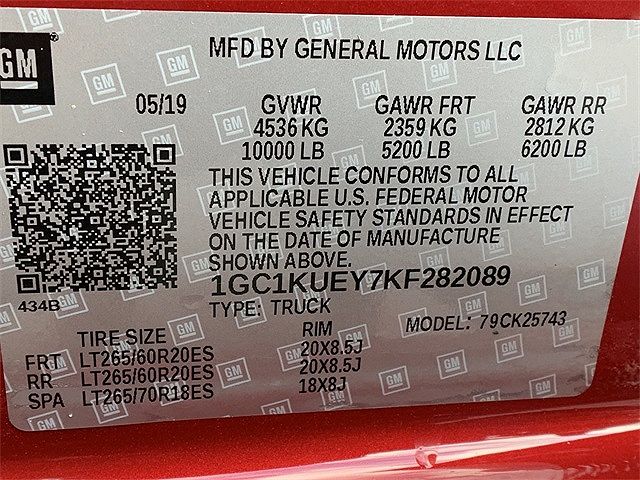 GM
MFD BY GENERAL MOTORS LLC
05/19 GVWR GAWR FRT GAWR RR
4536 KG 2359 KG 2812 KG
10000 LB 5200 LB 6200 LB
THIS VEHICLE CONFORMS TO ALL
APPLICABLE U.S. FEDERAL MOTOR
VEHICLE SAFETY STANDARDS IN EFFECT
ON THE DATE OF MANUFACTURE
SHOWN ABOVE.
1GC1KUEY7KF282089
434B
TYPE: TRUCK
MODEL: 79CK25743
TIRE SIZE RIM
FRT LT265/60R20ES 20X8.5J
RR LT265/60R20ES 20X8.5J
SPA LT265/70R18ES 18X8J